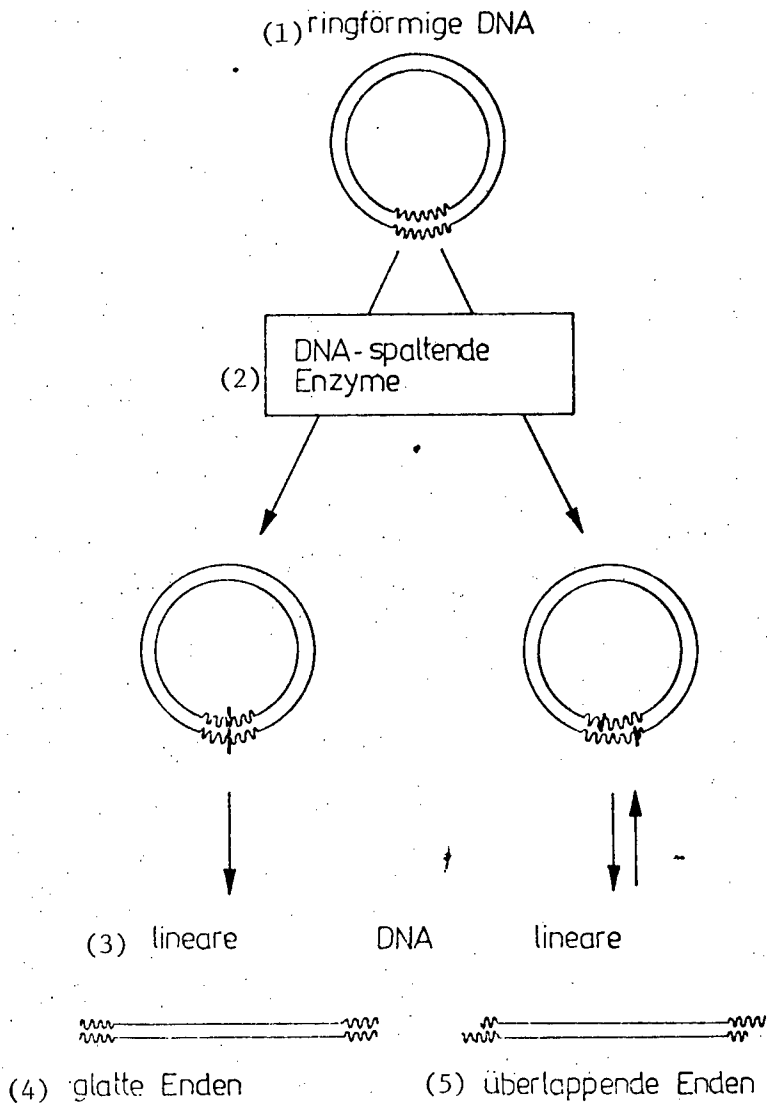 (1) ringförmige DNA
DNA-spaltende
(2) Enzyme
(3) lineare DNA lineare
(4) glatte Enden (5) überlappende Enden